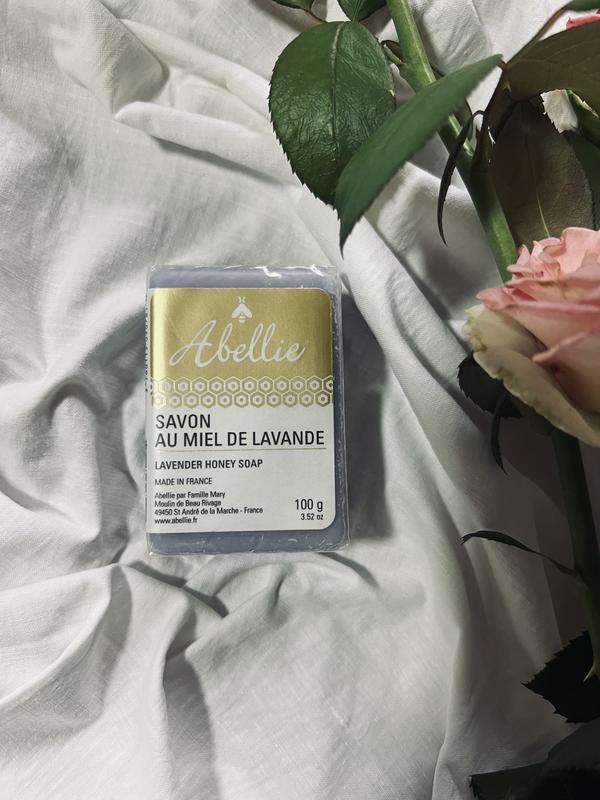 Abellie
SAVON
AU MIEL DE LAVANDE
LAVENDER HONEY SOAP
MADE IN FRANCE
Abellie par Famille Mary
Moulin de Beau Rivage
49450 St André de la Marche - France
www.abellie.fr
100 g
3.52 oz